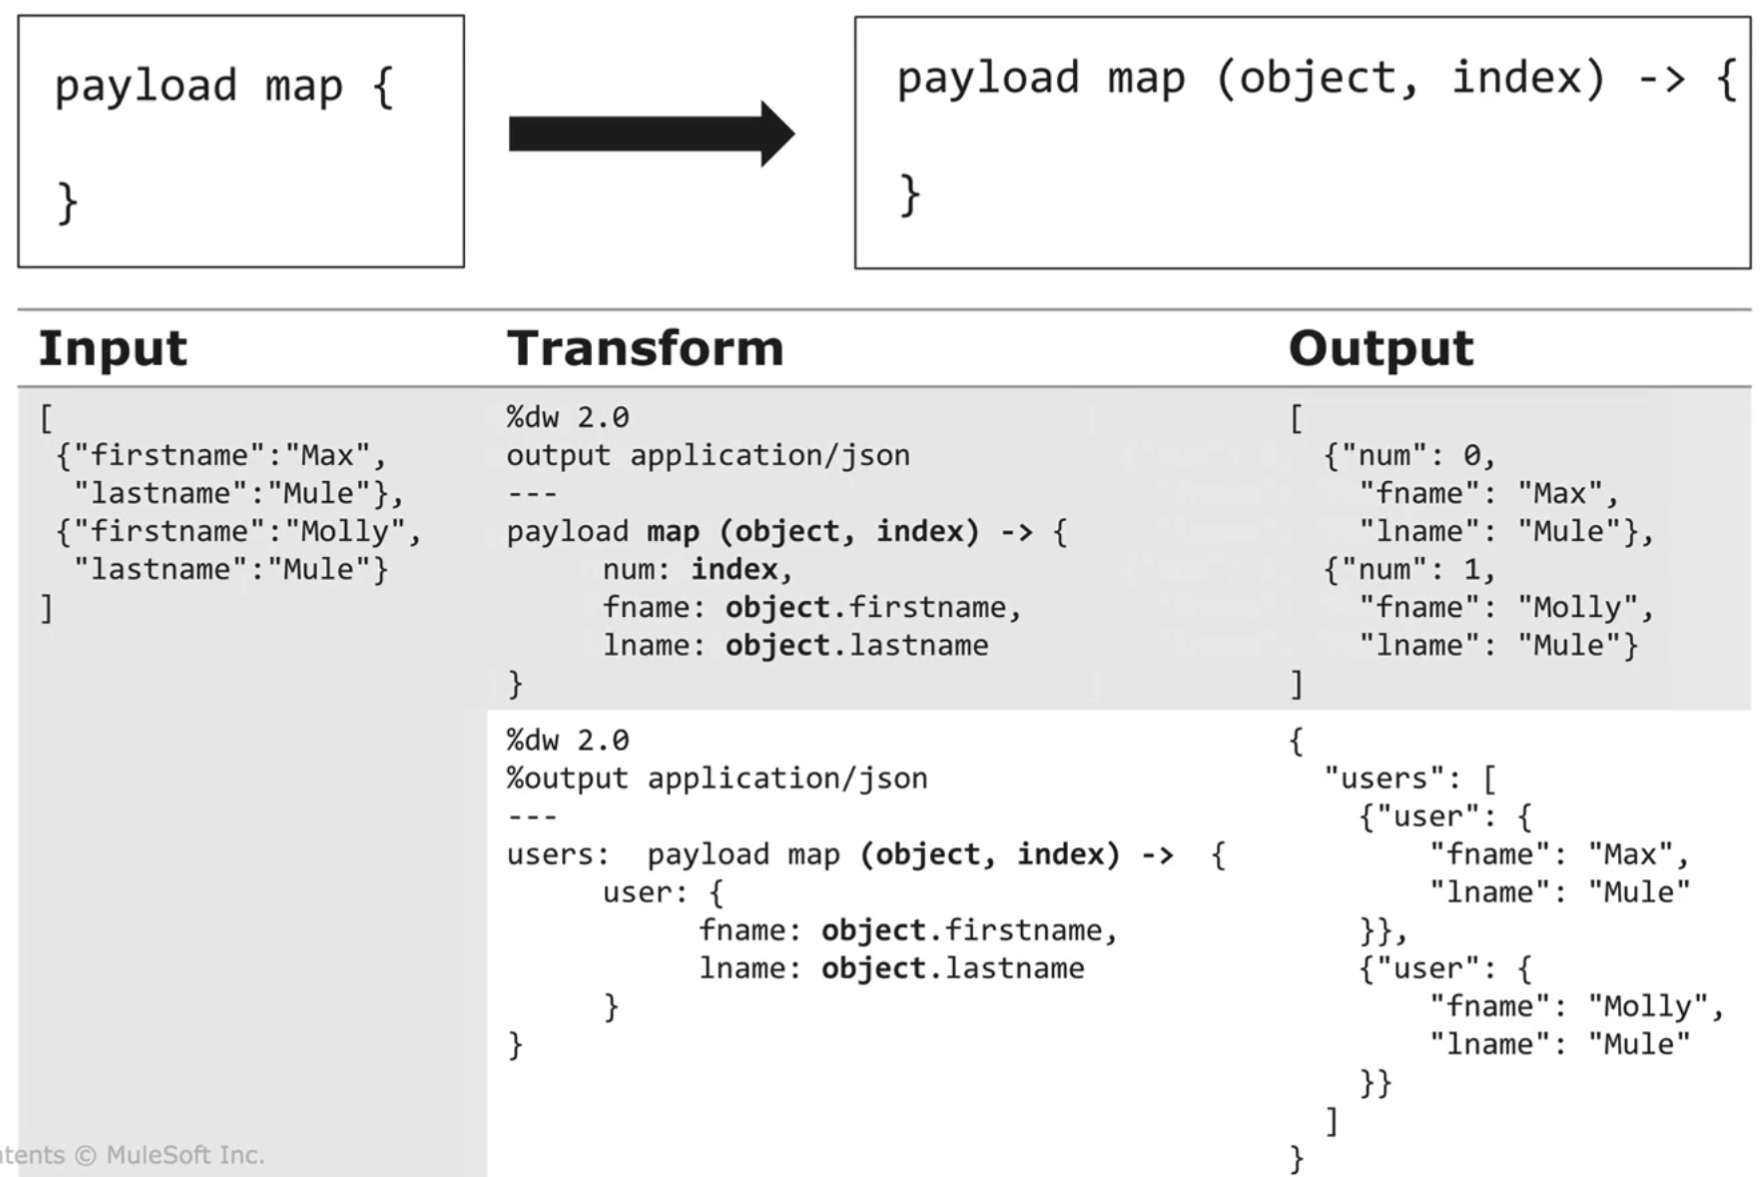 payload map {
}
payload map (object, index) -> {
}
Input
Transform
Output
[
{"firstname":"Max",
"lastname":"Mule"},
{"firstname":"Molly",
"lastname":"Mule"}
]
%dw 2.0
output application/json
---
payload map (object, index) -> {
num: index,
fname: object.firstname,
lname: object.lastname
}
[
{"num": 0,
"fname": "Max",
"lname": "Mule"},
{"num": 1,
"fname": "Molly",
"lname": "Mule"}
]
%dw 2.0
%output application/json
---
users:  payload map (object, index) ->  {
user: {
fname: object.firstname,
lname: object.lastname
}
}
{
"users": [
{"user": {
"fname": "Max",
"lname": "Mule"
}},
{"user": {
"fname": "Molly",
"lname": "Mule"
}}
]
}
© MuleSoft Inc.